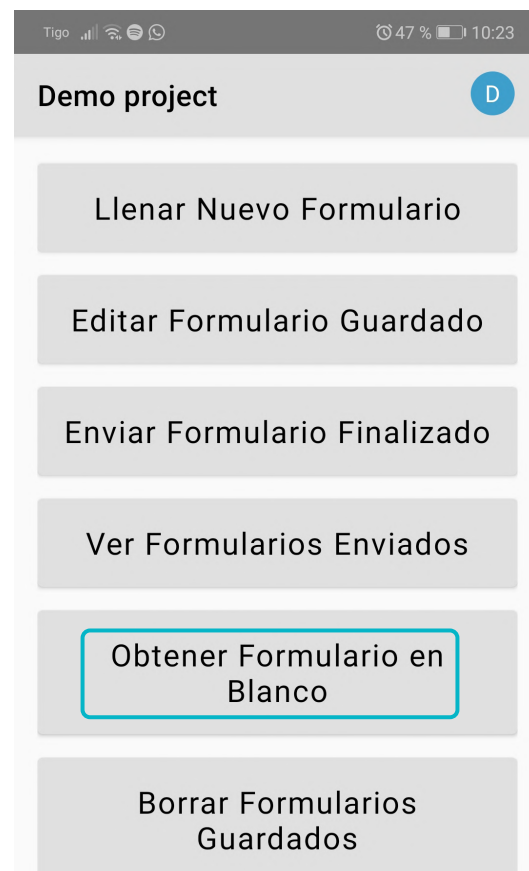 Tigo 47 % 10:23
Demo project D
Llenar Nuevo Formulario
Editar Formulario Guardado
Enviar Formulario Finalizado
Ver Formularios Enviados
Obtener Formulario en
Blanco
Borrar Formularios
Guardados